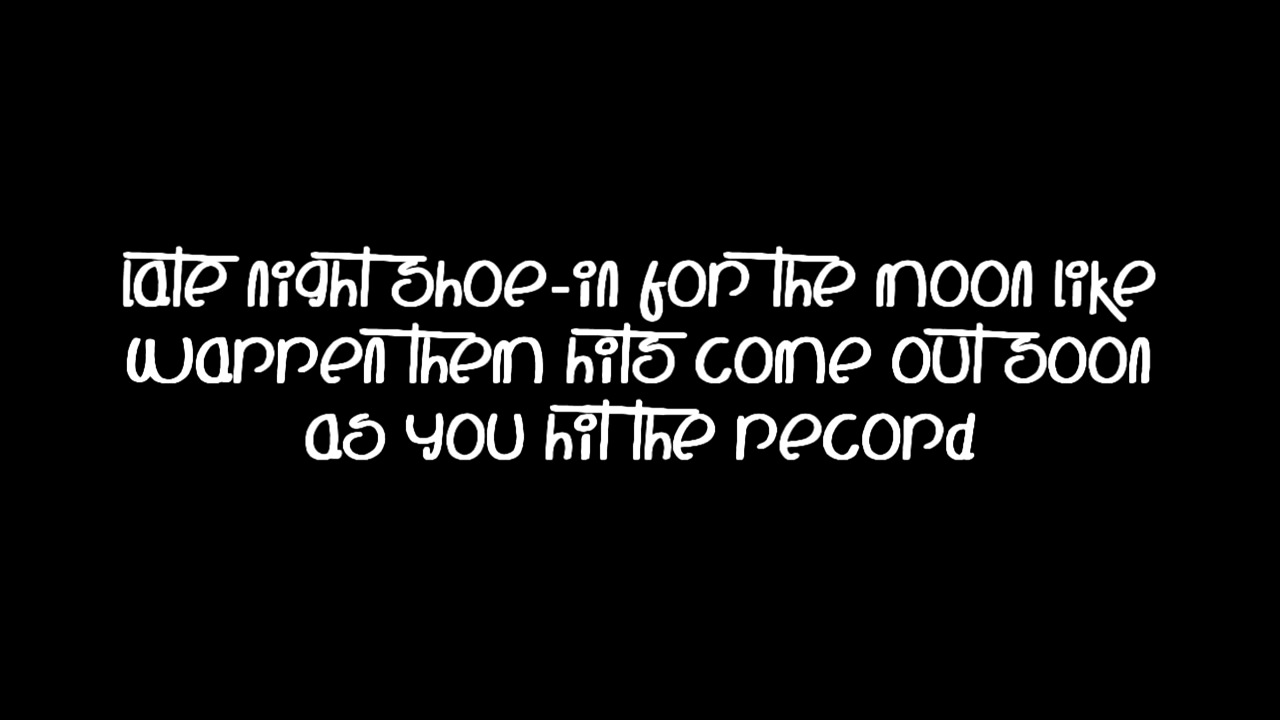 late night shoe-in for the moon like
warren them hits come out soon
as you hit the record